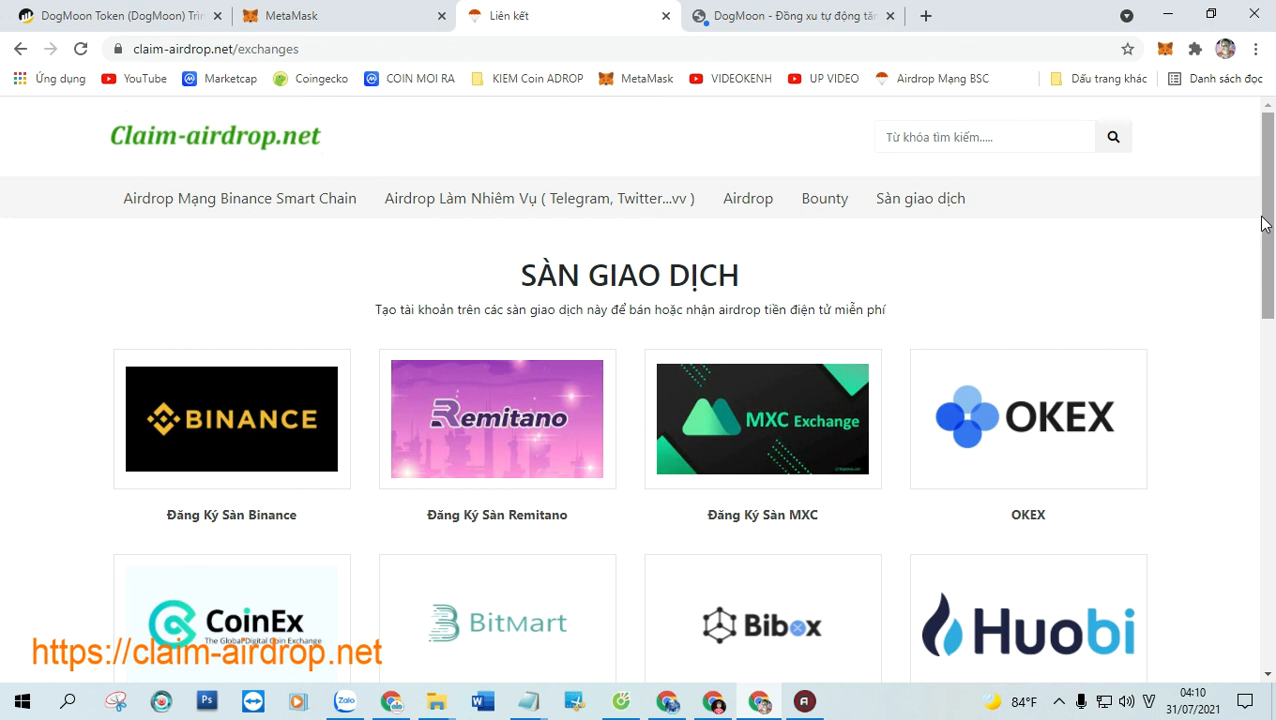 DogMoon Token (DogMoon) Tri
MetaMask
Liên kết
DogMoon - Đồng xu tự động tăn
claim-airdrop.net/exchanges
Ứng dụng
YouTube
Marketcap
Coingecko
COIN MOI RA
KIEM Coin ADROP
MetaMask
VIDEOKENH
UP VIDEO
Airdrop Mạng BSC
Dấu trang khác
Danh sách đọc
Claim-airdrop.net
Từ khóa tìm kiếm.....
Airdrop Mạng Binance Smart Chain
Airdrop Làm Nhiêm Vụ ( Telegram, Twitter...vv )
Airdrop
Bounty
Sàn giao dịch
SÀN GIAO DỊCH
Tạo tài khoản trên các sàn giao dịch này để bán hoặc nhận airdrop tiền điện tử miễn phí
BINANCE
Remitano
MXC Exchange
OKEX
Đăng Ký Sàn Binance
Đăng Ký Sàn Remitano
Đăng Ký Sàn MXC
OKEX
CoinEx
The Global Digital Coin Exchange
BitMart
Bibox
Huobi
https://claim-airdrop.net
Ps
Zalo
84°F
V
04:10
31/07/2021